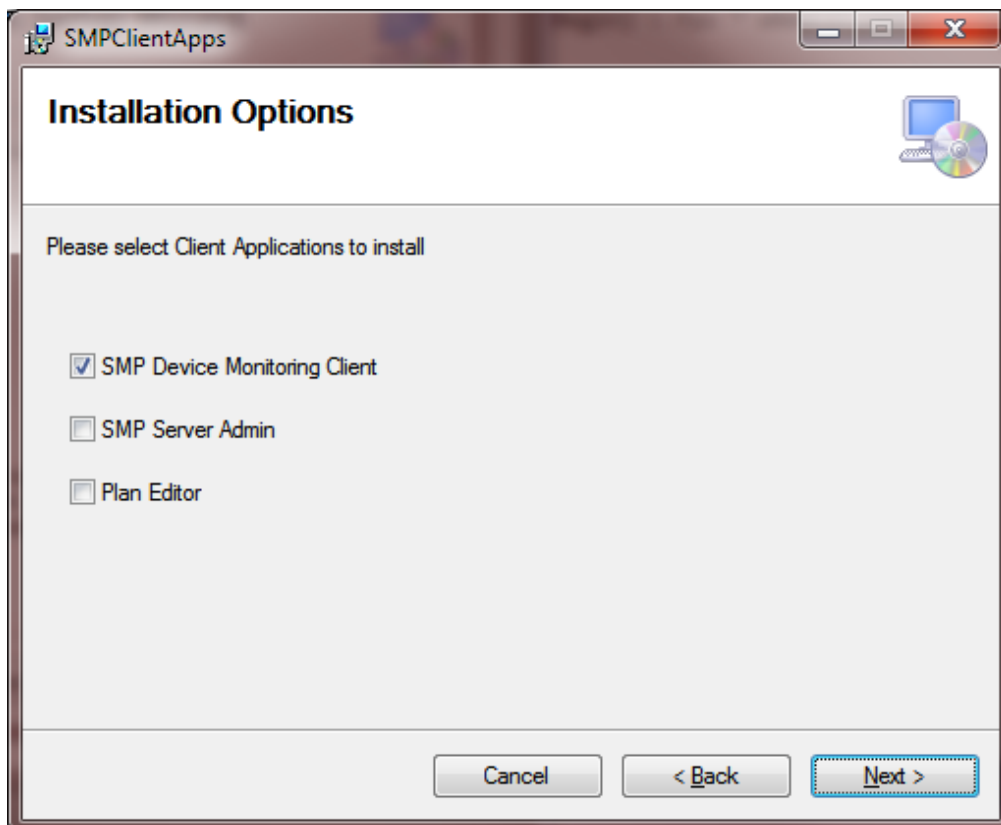 SMPClientApps
Installation Options
Please select Client Applications to install
SMP Device Monitoring Client
SMP Server Admin
Plan Editor
Cancel
< Back
Next >